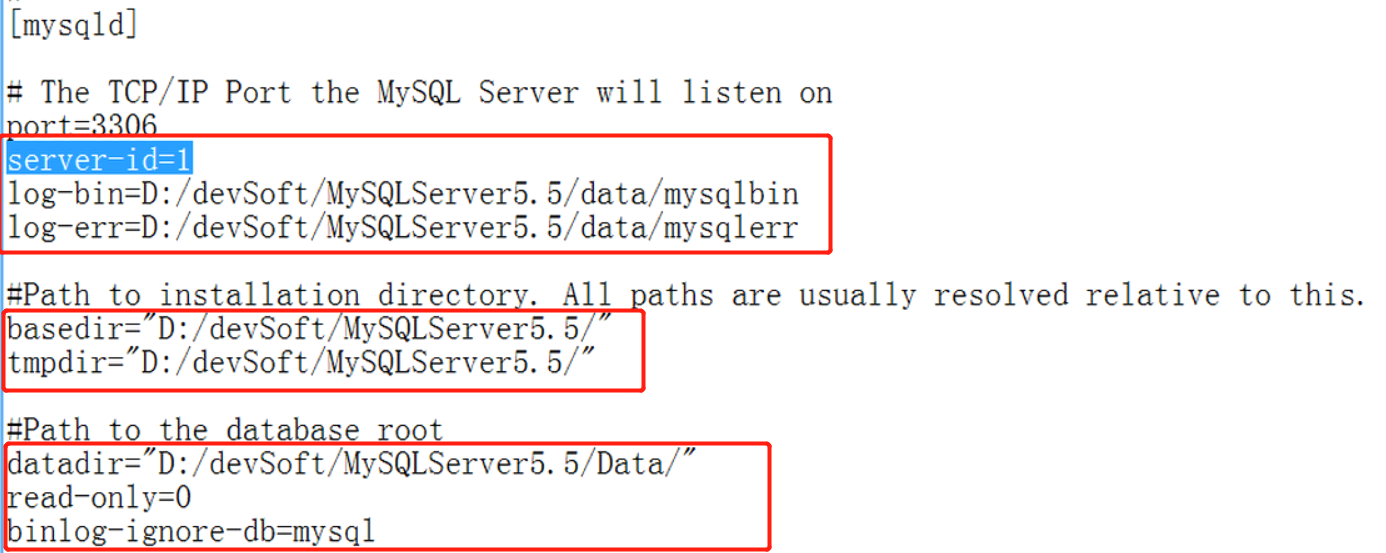 [mysqld]
# The TCP/IP Port the MySQL Server will listen on
port=3306
server-id=1
log-bin=D:/devSoft/MySQLServer5.5/data/mysqlbin
log-err=D:/devSoft/MySQLServer5.5/data/mysqlerr
#Path to installation directory. All paths are usually resolved relative to this.
basedir="D:/devSoft/MySQLServer5.5/"
tmpdir="D:/devSoft/MySQLServer5.5/"
#Path to the database root
datadir="D:/devSoft/MySQLServer5.5/Data/"
read-only=0
binlog-ignore-db=mysql